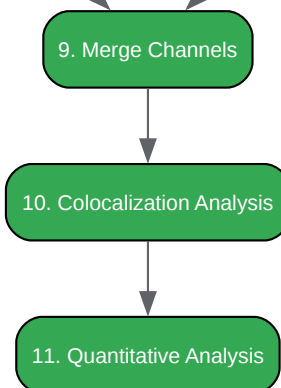 9. Merge Channels
10. Colocalization Analysis
11. Quantitative Analysis